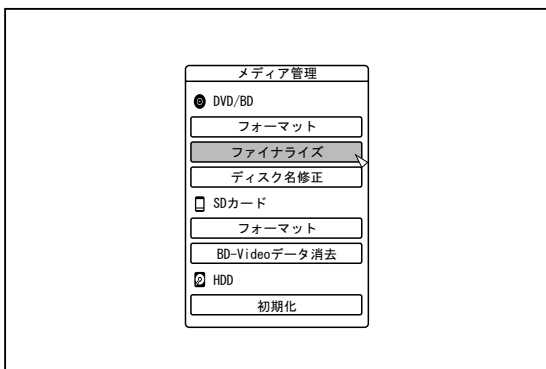 メディア管理
DVD/BD
フォーマット
ファイナライズ
ディスク名修正
SDカード
フォーマット
BD-Videoデータ消去
HDD
初期化